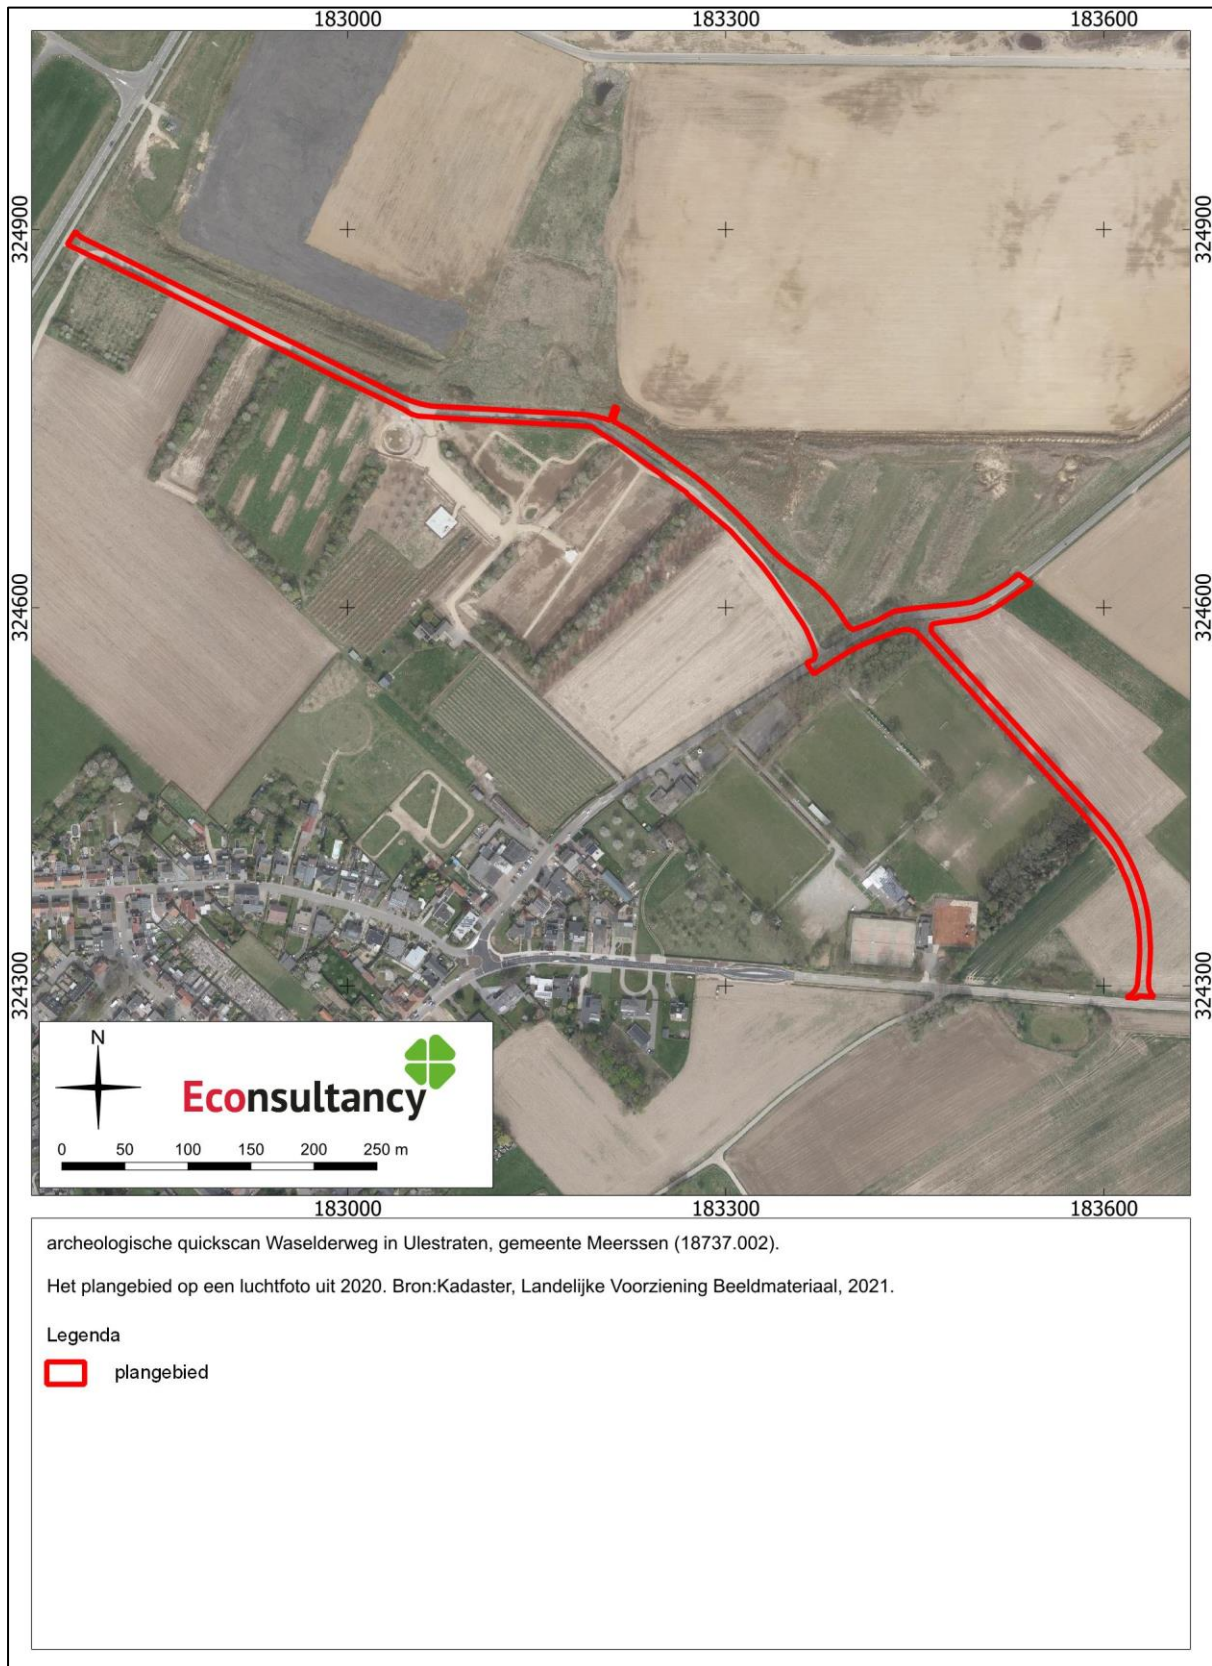 183000 183300 183600
324900 324900
324600 324600
324300 324300
N
Econsultancy
0 50 100 150 200 250 m
183000 183300 183600
archeologische quickscan Waselderweg in Ulestraten, gemeente Meerssen (18737.002).
Het plangebied op een luchtfoto uit 2020. Bron:Kadaster, Landelijke Voorziening Beeldmateriaal, 2021.
Legenda
plangebied